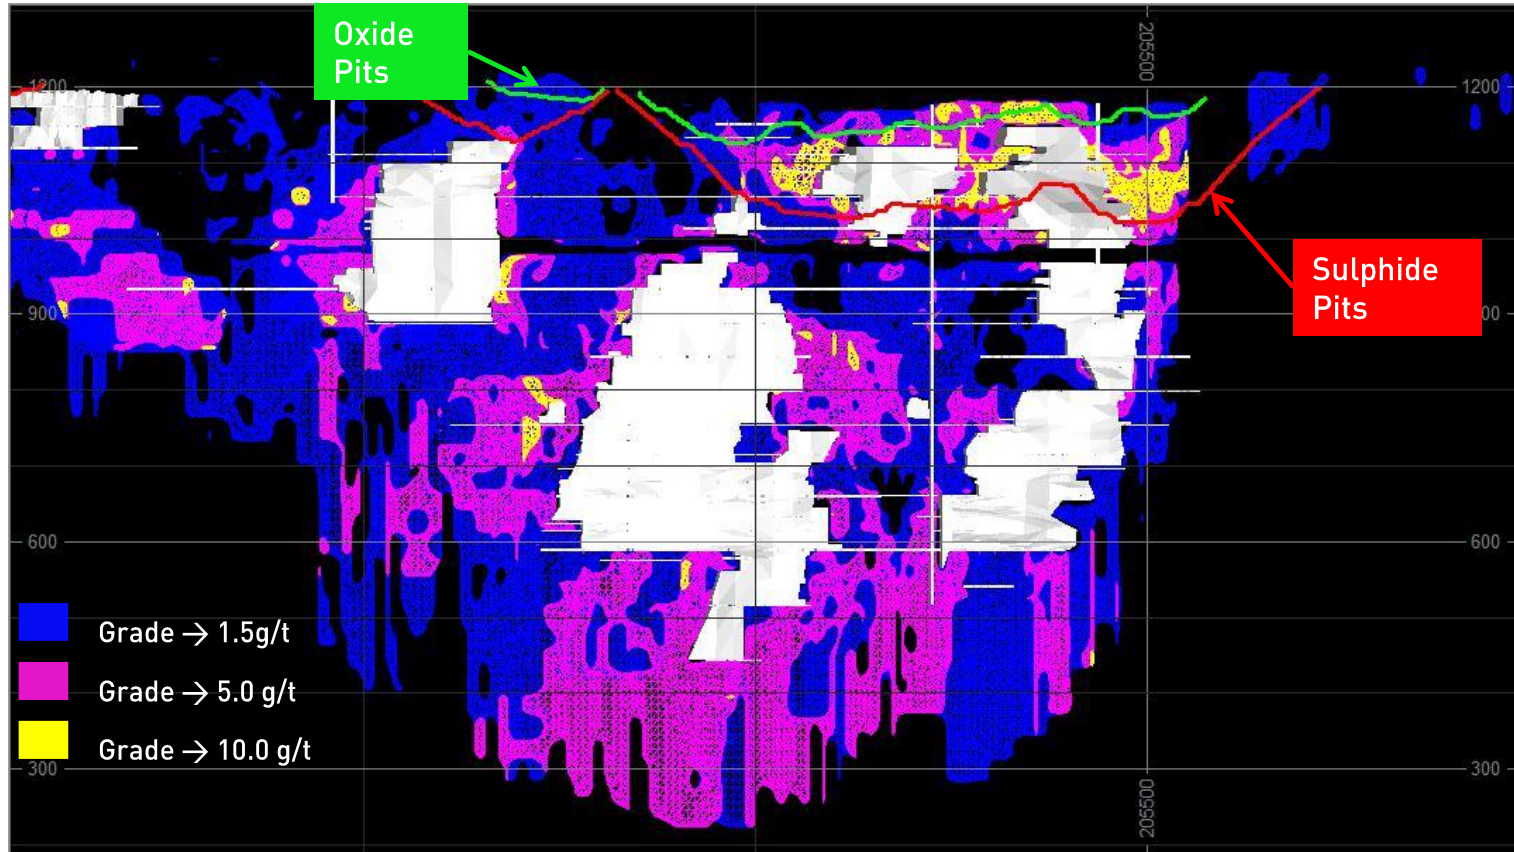 Oxide
Pits
205500
1200
1200
Sulphide
Pits
900
00
600
600
Grade → 1.5g/t
Grade → 5.0 g/t
Grade → 10.0 g/t
300
300
205500